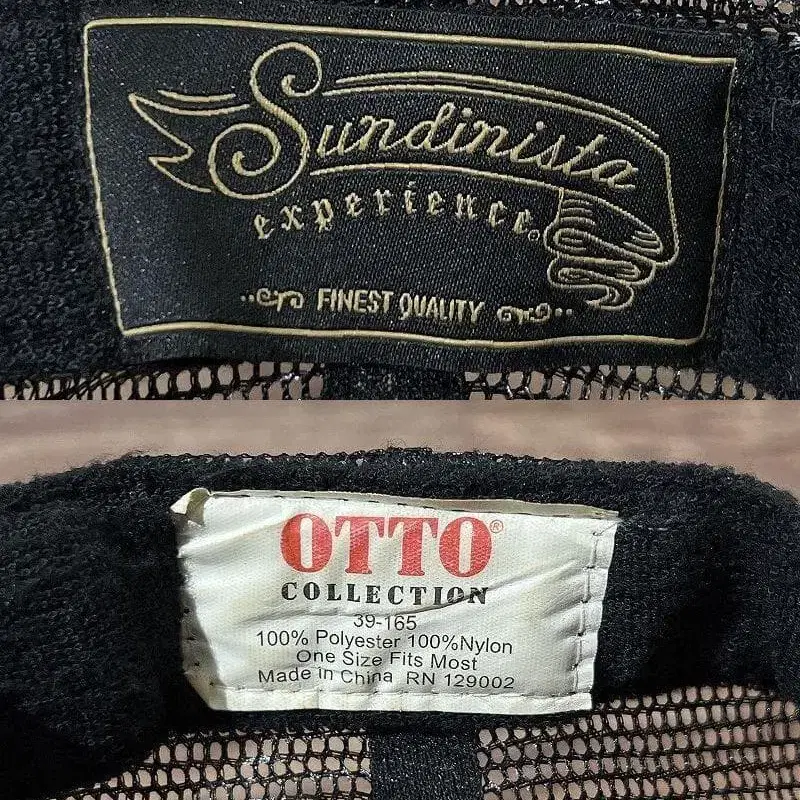 Sundinista
experience®
FINEST QUALITY
OTTO®
COLLECTION
39-165
100% Polyester 100%Nylon
One Size Fits Most
Made in China RN 129002